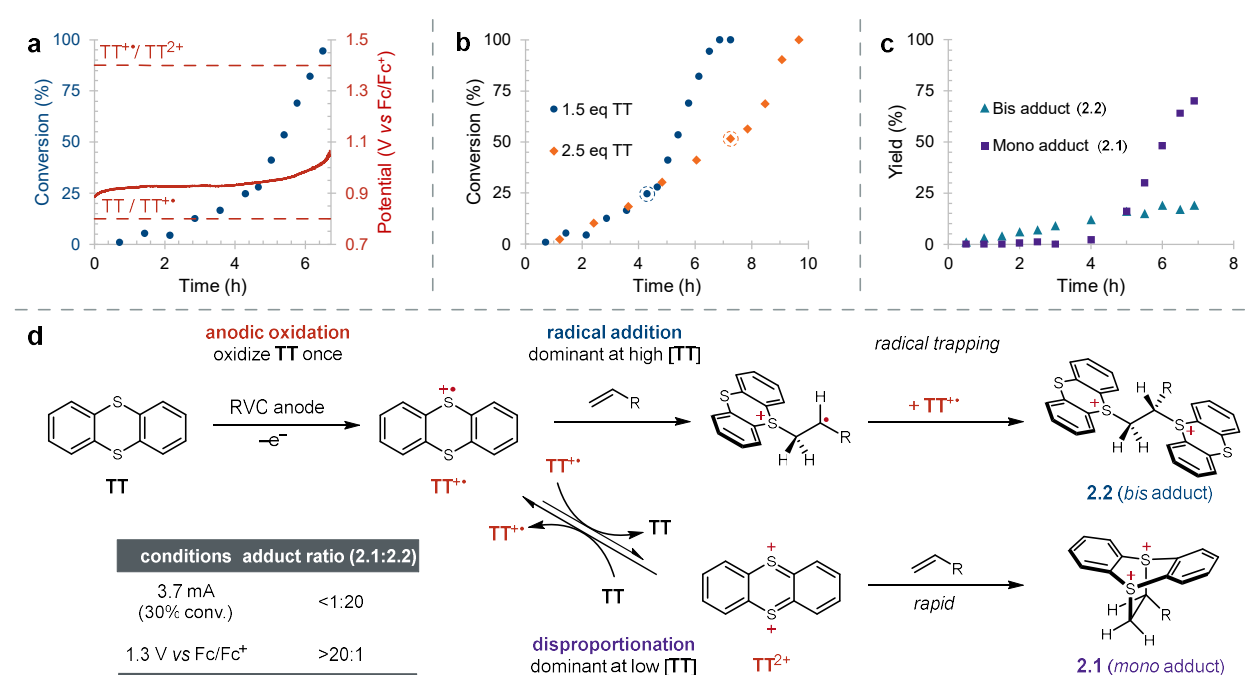 a
TT+•/ TT2+
TT / TT+•
Conversion (%)
100
75
50
25
0
1.5
1.3
1.1
0.9
0.7
Potential (V vs Fc/Fc+)
0 2 4 6
Time (h)
b
Conversion (%)
100
75
50
25
0
1.5 eq TT
2.5 eq TT
0 2 4 6 8 10
Time (h)
c
Yield (%)
100
75
50
25
0
Bis adduct (2.2)
Mono adduct (2.1)
0 2 4 6 8
Time (h)
d
anodic oxidation
oxidize TT once
radical addition
dominant at high [TT]
radical trapping
S
S
TT
RVC anode
–e–
+•
S
S
TT+•
R
S
+
S
H
•
R
H H
+ TT+•
S
+
S
R
H
H
H
S
+
S
2.2 (bis adduct)
TT+•
TT+•
TT
TT
disproportionation
dominant at low [TT]
+
S
S
+
TT2+
R
rapid
+
S
+
S
H
R
H
H
2.1 (mono adduct)
conditions adduct ratio (2.1:2.2)
3.7 mA
(30% conv.)
<1:20
1.3 V vs Fc/Fc+ >20:1